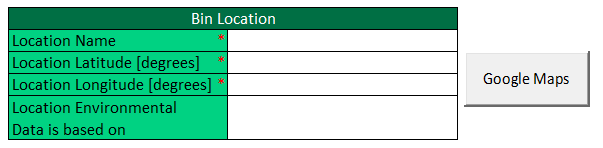 Bin Location
Location Name *
Location Latitude [degrees] *
Location Longitude [degrees] *
Location Environmental
Data is based on
Google Maps